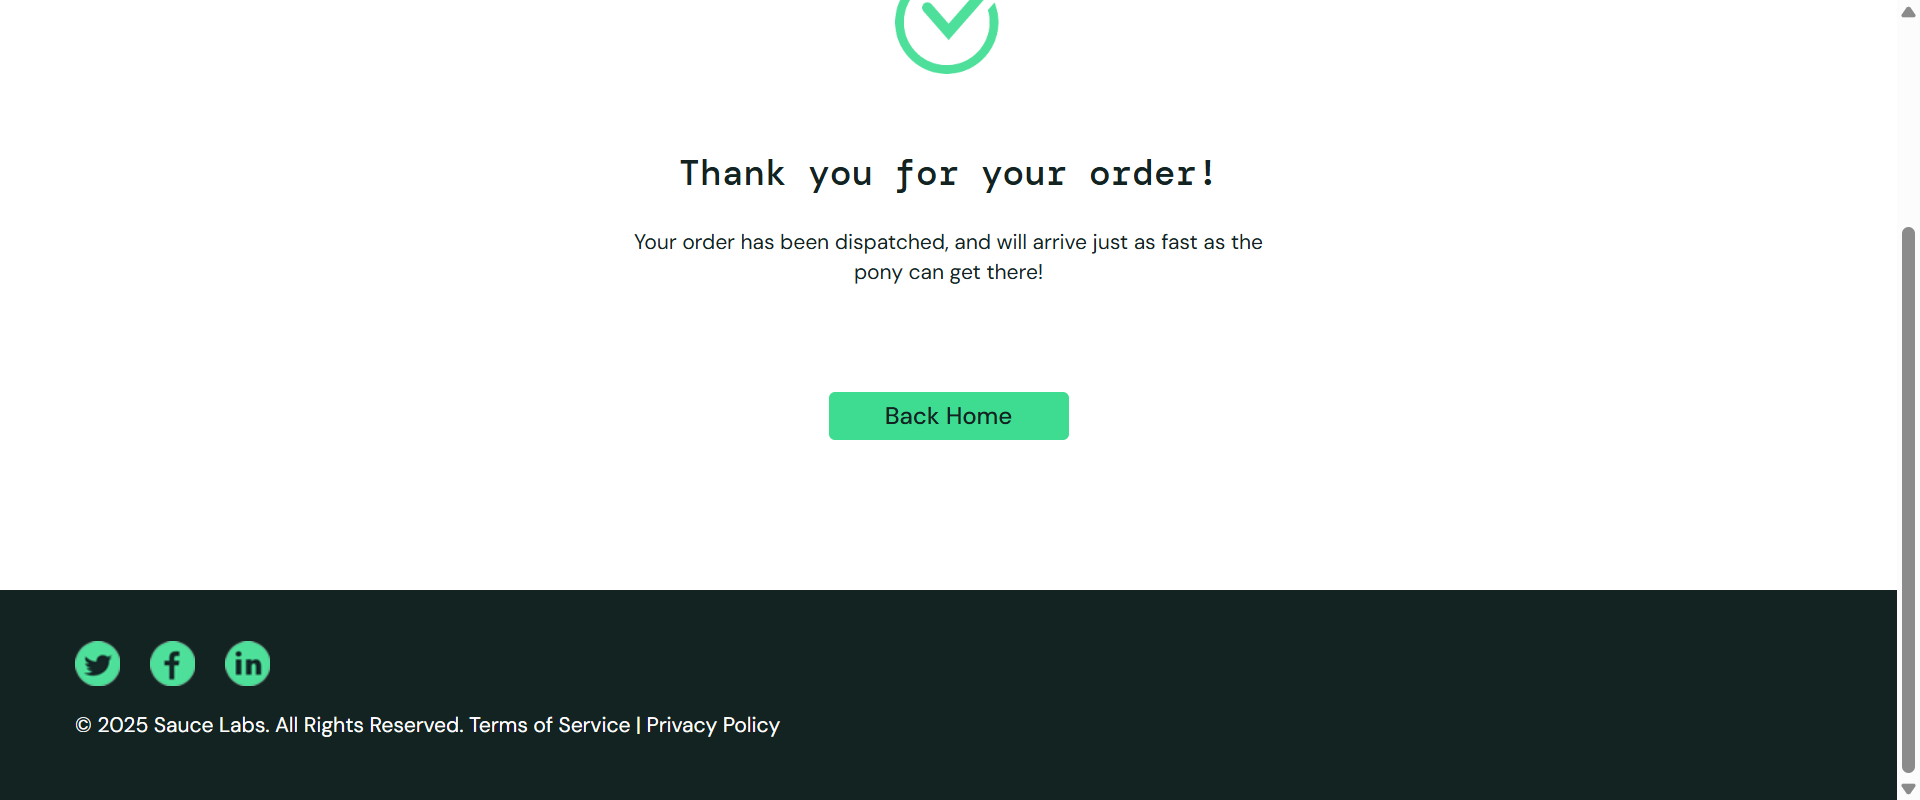 Thank you for your order!
Your order has been dispatched, and will arrive just as fast as the
pony can get there!
Back Home
© 2025 Sauce Labs. All Rights Reserved. Terms of Service | Privacy Policy